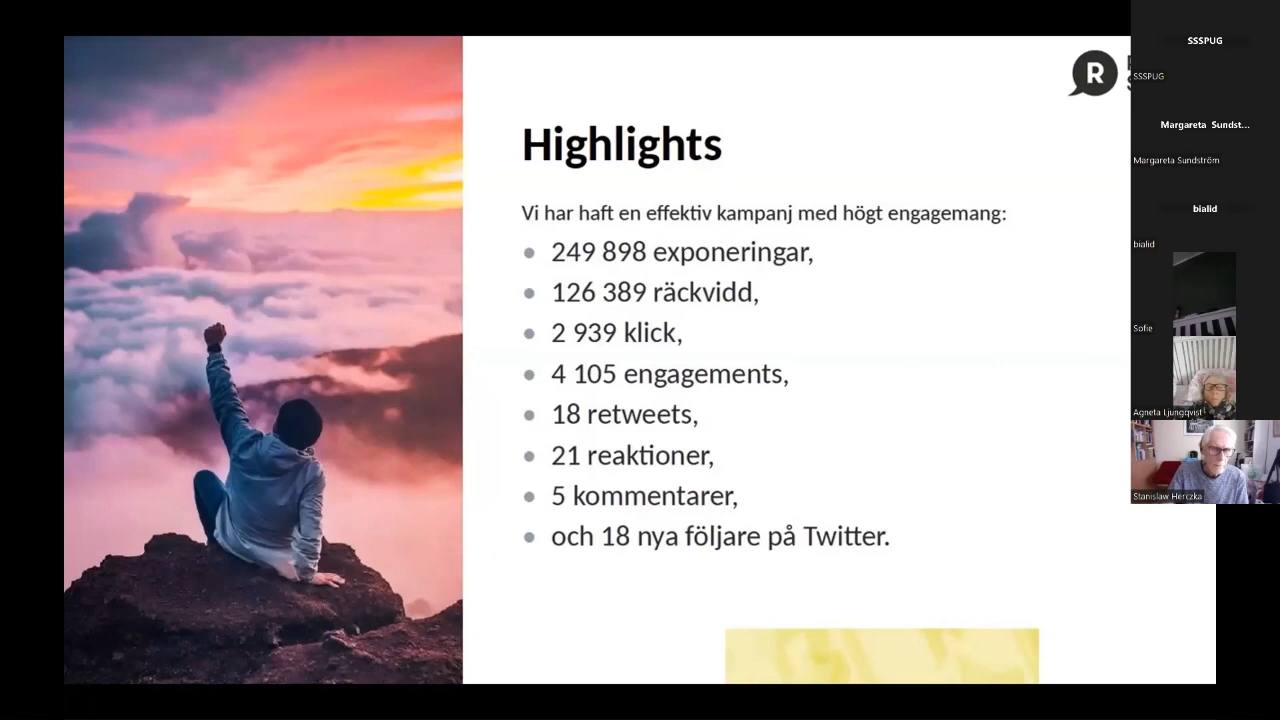 R
Highlights
Vi har haft en effektiv kampanj med högt engagemang:
249 898 exponeringar,
126 389 räckvidd,
2 939 klick,
4 105 engagements,
18 retweets,
21 reaktioner,
5 kommentarer,
och 18 nya följare på Twitter.
SSSPUG
SSSPUG
Margareta Sundst...
Margareta Sundström
bialid
bialid
Sofie
Agneta Ljungqvist
Stanislaw Herczka